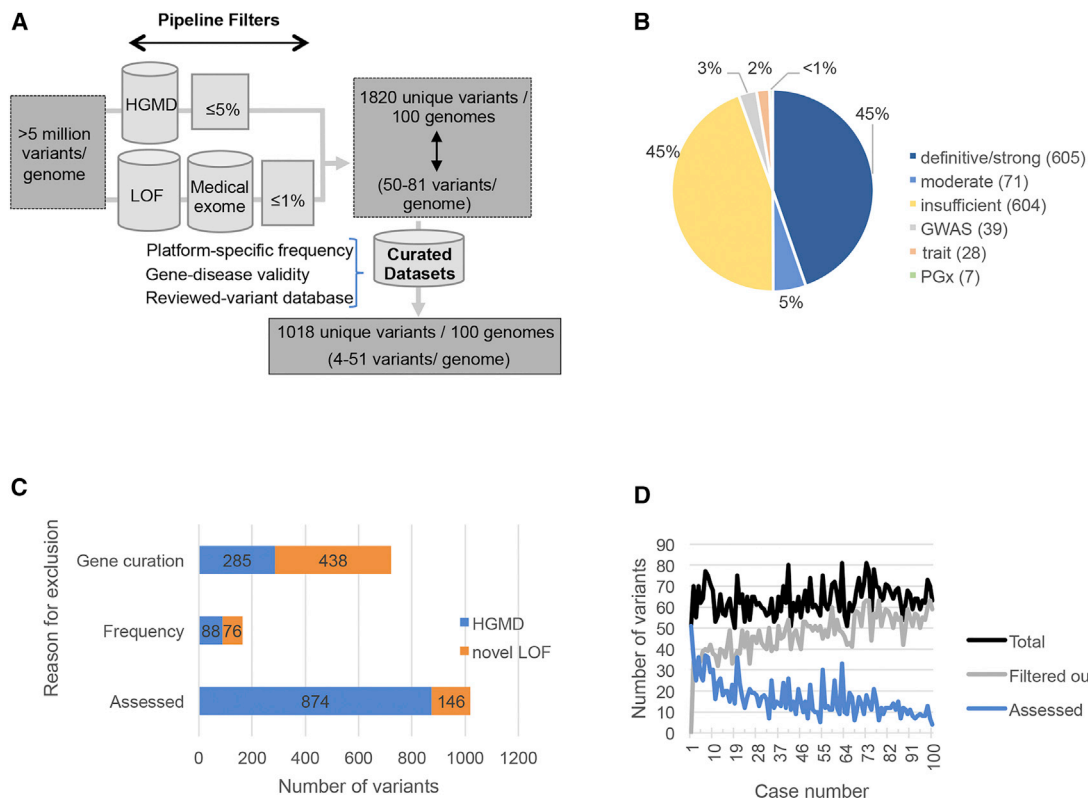 A
Pipeline Filters
>5 million
variants/
genome
HGMD
≤5%
LOF
Medical
exome
≤1%
1820 unique variants /
100 genomes
(50-81 variants/
genome)
Platform-specific frequency
Gene-disease validity
Reviewed-variant database
Curated
Datasets
1018 unique variants / 100 genomes
(4-51 variants/ genome)
B
3%
2%
<1%
45%
45%
5%
definitive/strong (605)
moderate (71)
insufficient (604)
GWAS (39)
trait (28)
PGx (7)
C
Reason for exclusion
Gene curation
285
438
Frequency
88
76
Assessed
874
146
HGMD
novel LOF
0
200
400
600
800
1000
1200
Number of variants
D
Number of variants
90
80
70
60
50
40
30
20
10
0
1
10
19
28
37
46
55
64
73
82
91
100
Case number
Total
Filtered ou
Assessed